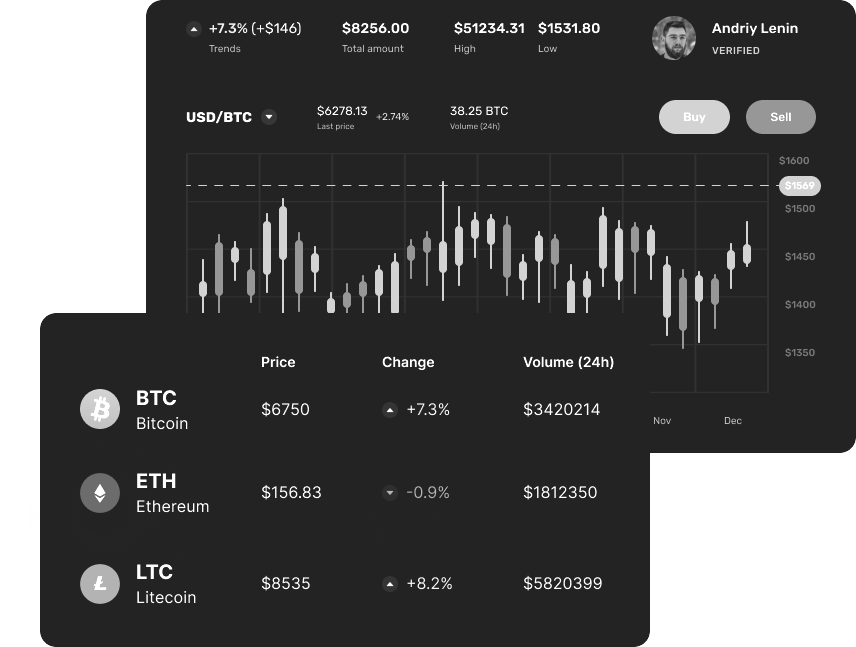 +7.3% (+$146)
Trends
$8256.00
Total amount
$51234.31
High
$1531.80
Low
Andriy Lenin
VERIFIED
USD/BTC
$6278.13
Last price
+2.74%
38.25 BTC
Volume (24h)
Buy
Sell
$1600
$1569
$1500
$1450
$1400
$1350
Nov
Dec
Price
Change
Volume (24h)
BTC
Bitcoin
$6750
+7.3%
$3420214
ETH
Ethereum
$156.83
-0.9%
$1812350
LTC
Litecoin
$8535
+8.2%
$5820399